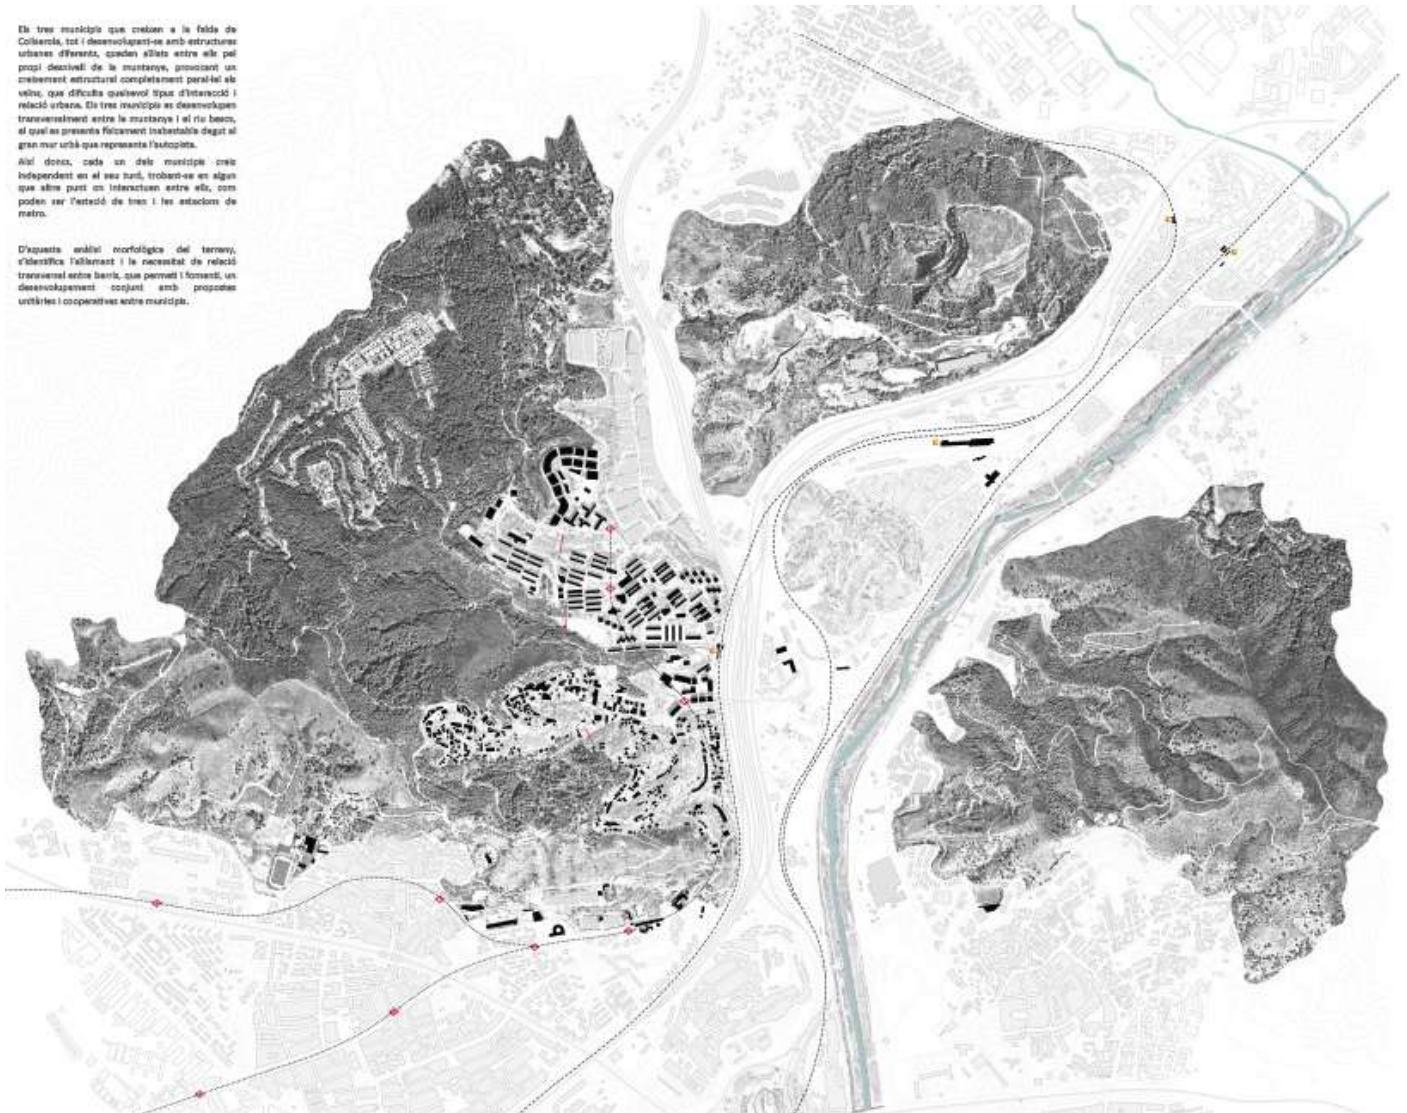 Els tres municipis que creixen a la falda de
Collserola, tot i desenvolupant-se amb estructures
urbanes diferents, queden aïllats entre ells pel
propi desnivell de la muntanya, provocant un
creixement estructural completament paral·lel als
veïns, que dificulta qualsevol tipus d'interacció i
relació urbana. Els tres municipis es desenvolupen
transversalment entre la muntanya i el riu besos,
el qual es presenta físicament inabastable degut al
gran mur urbà que representa l'autopista.
Així doncs, cada un dels municipis creix
independent en el seu turó, trobant-se en algun
que altre punt on interactuen entre ells, com
poden ser l'estació de tren i les estacions de
metro.
D'aquesta anàlisi morfològica del terreny,
s'identifica l'aïllament i la necessitat de relació
transversal entre barris, que permeti i fomenti, un
desenvolupament conjunt amb propostes
unitàries i cooperatives entre municipis.